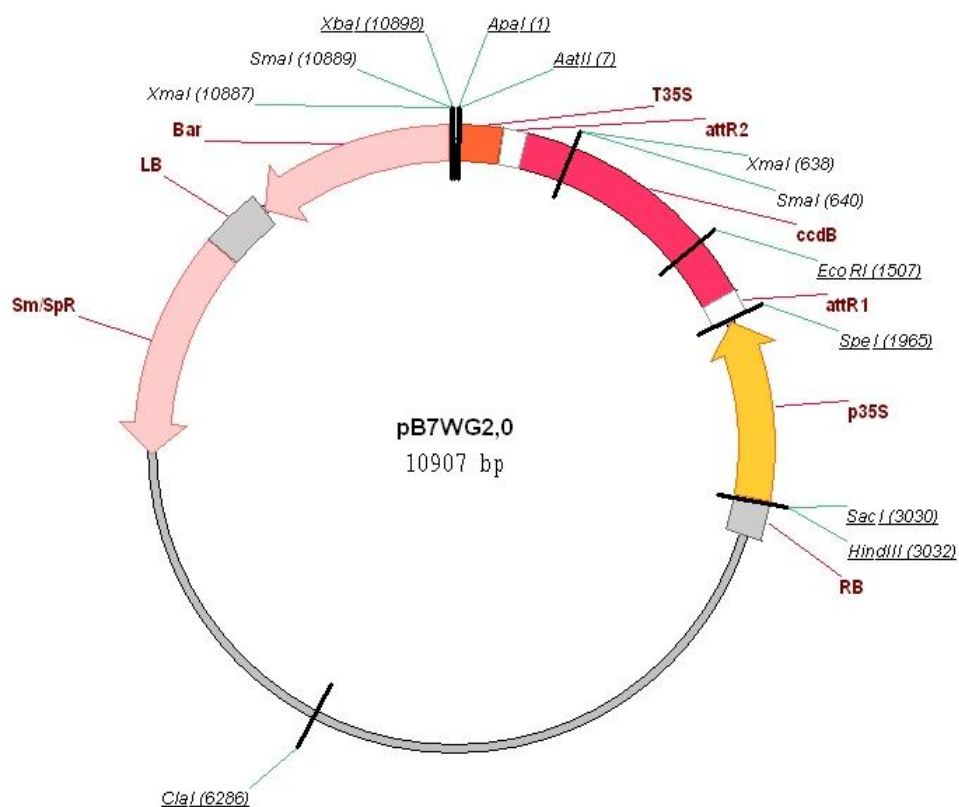 XbaI (10898)
ApaI (1)
SmaI (10889)
AatII (7)
XmaI (10887)
T35S
Bar
attR2
LB
XmaI (638)
SmaI (640)
ccdB
EcoRI (1507)
Sm/SpR
attR1
SpeI (1965)
p35S
pB7WG2,0
10907 bp
SacI (3030)
HindIII (3032)
RB
ClaI (6286)